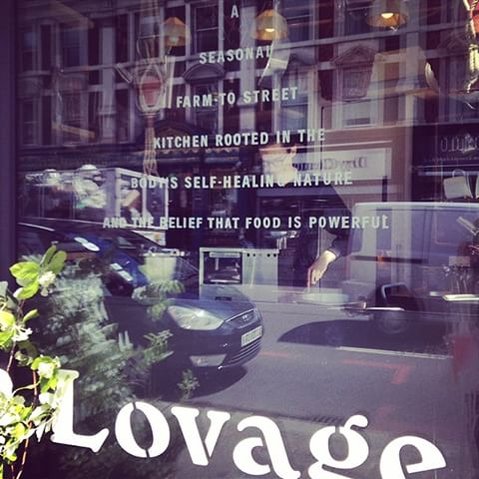 A
SEASONAL
FARM-TO STREET
KITCHEN ROOTED IN THE
BODYIS SELF-HEALING NATURE
AND THE BELIEF THAT FOOD IS POWERFUL
Lovage